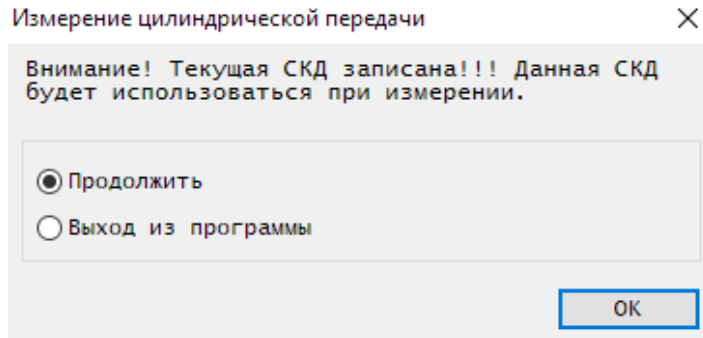 Измерение цилиндрической передачи
Внимание! Текущая СКД записана!!! Данная СКД
будет использоваться при измерении.
Продолжить
Выход из программы
OK